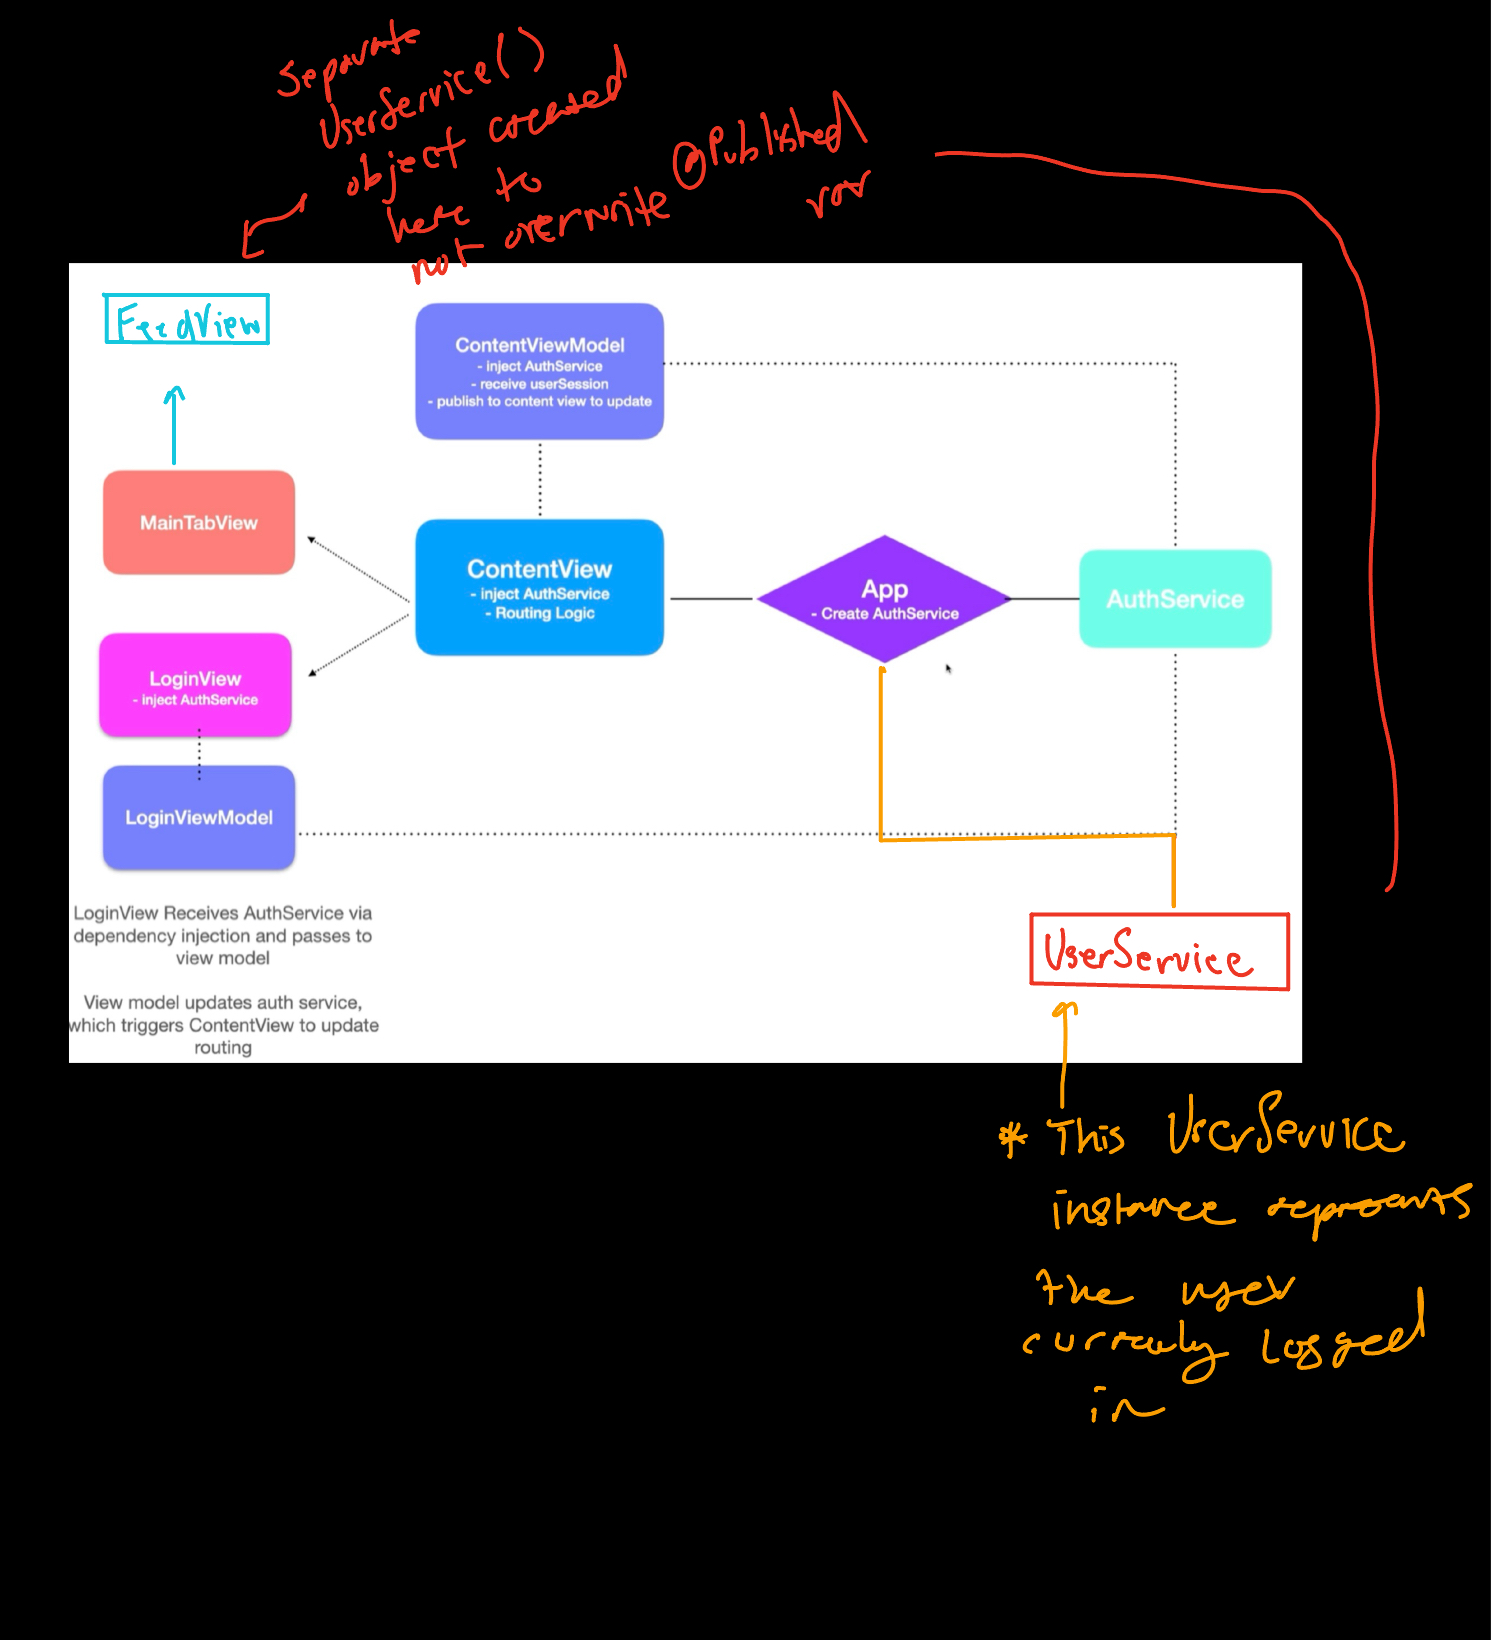 Separate
UserService()
object created
here to
not overwrite @Published
var
FeedView
ContentViewModel
- inject AuthService
- receive userSession
- publish to content view to update
MainTabView
ContentView
- inject AuthService
- Routing Logic
App
- Create AuthService
AuthService
LoginView
- inject AuthService
LoginViewModel
LoginView Receives AuthService via
dependency injection and passes to
view model
View model updates auth service,
which triggers ContentView to update
routing
UserService
* This UserService
instance represents
the user
currently logged
in